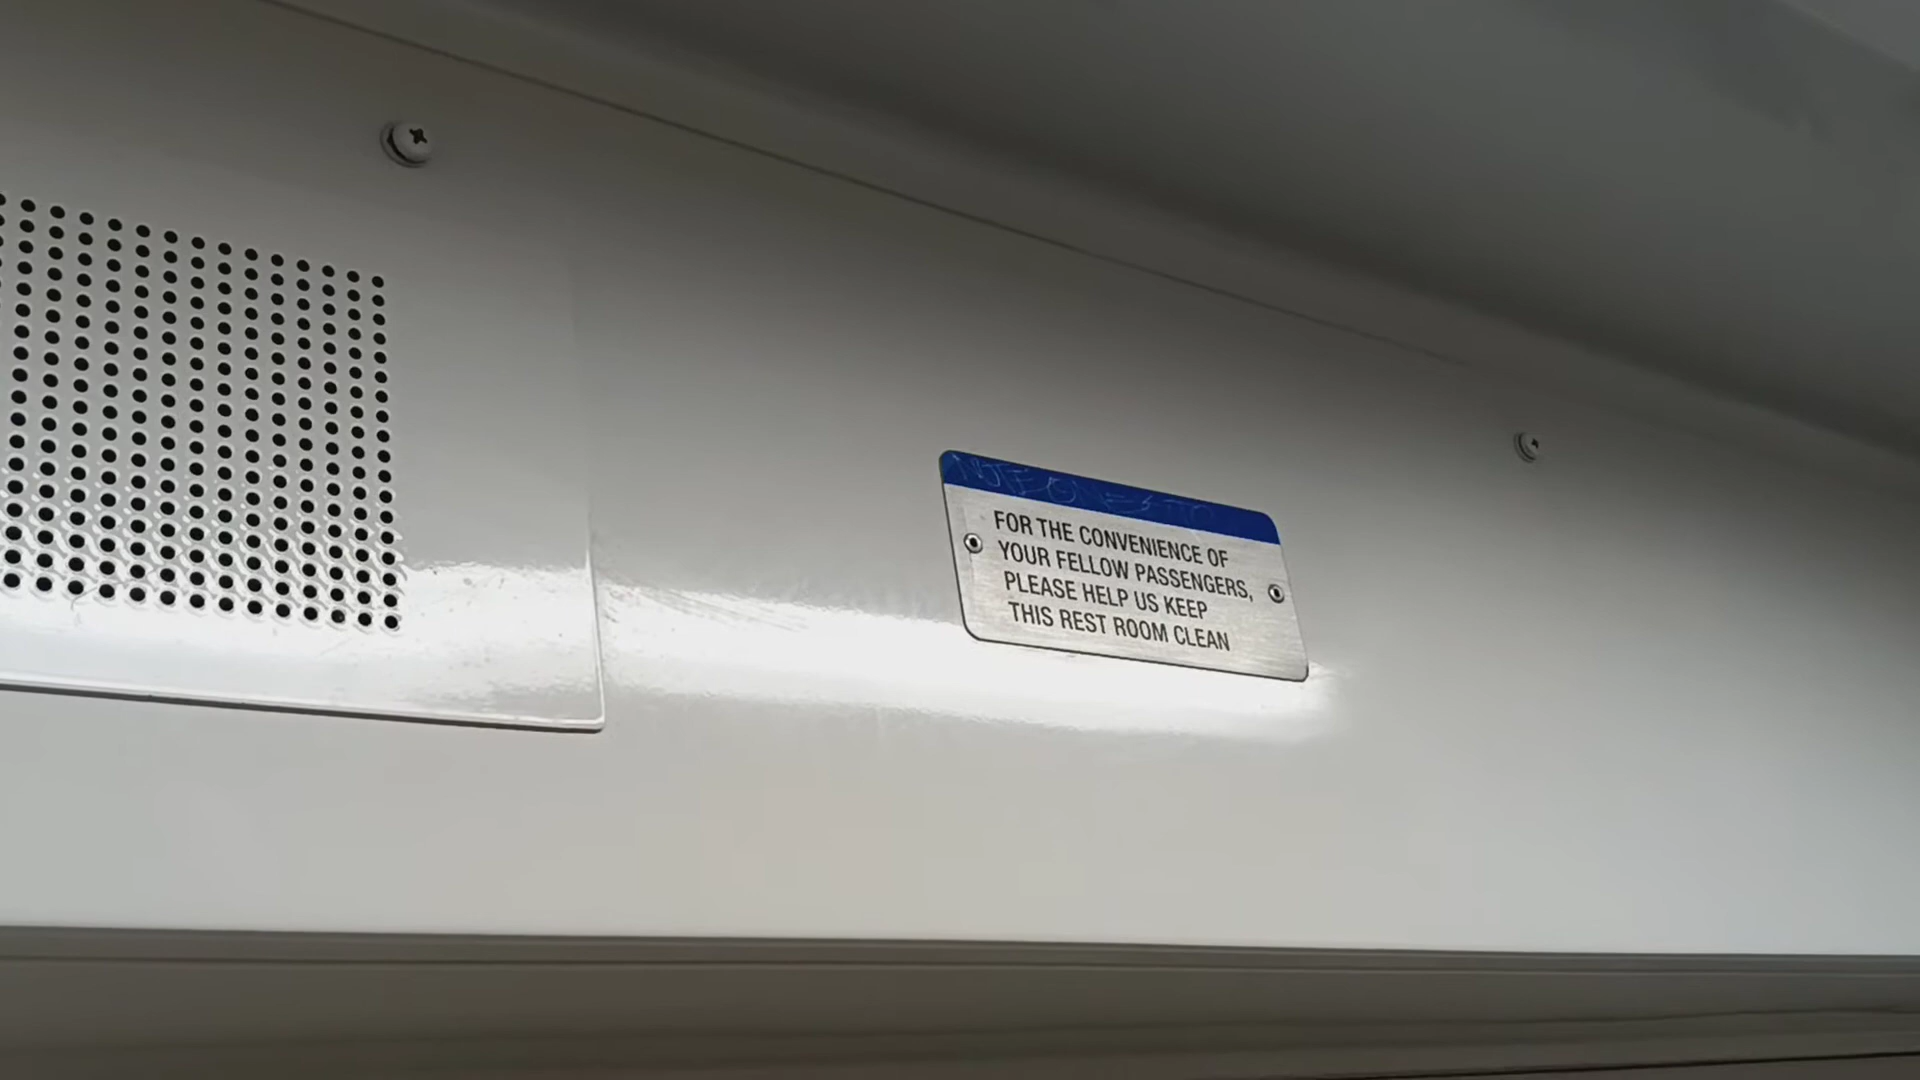 FOR THE CONVENIENCE OF
YOUR FELLOW PASSENGERS,
PLEASE HELP US KEEP
THIS REST ROOM CLEAN